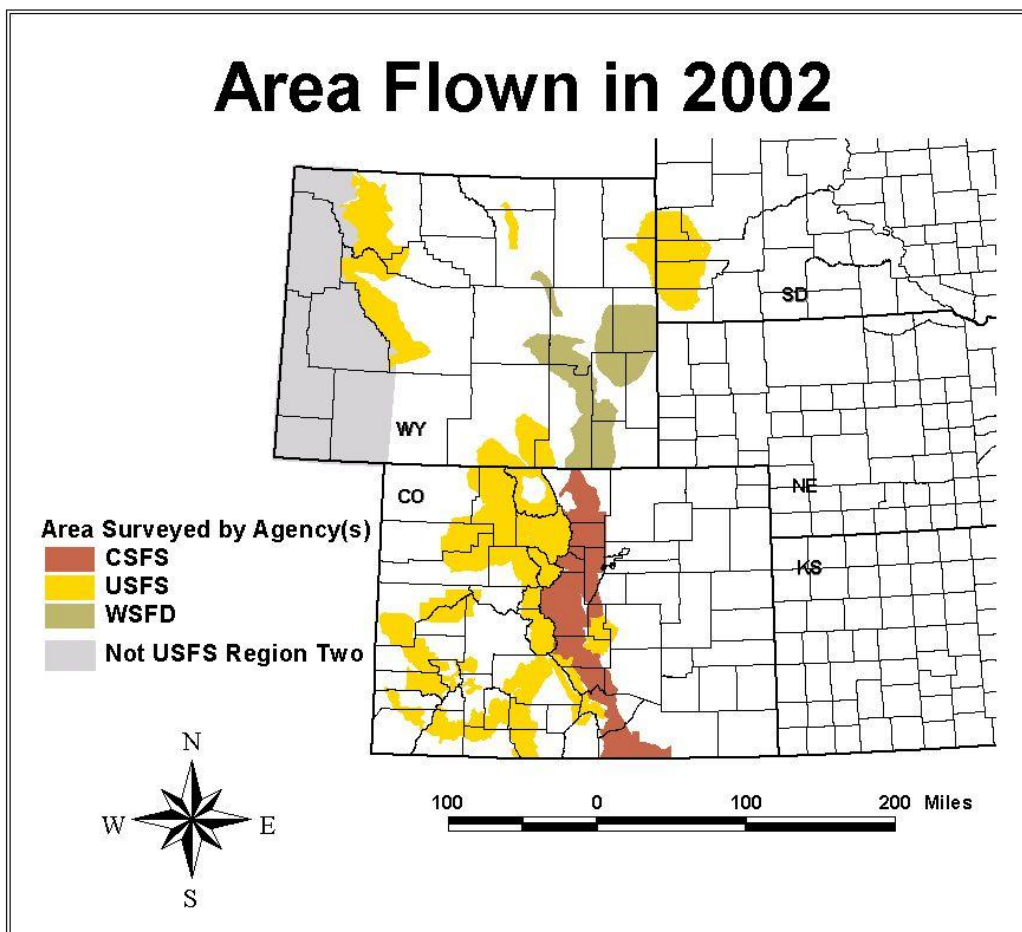 Area Flown in 2002
SD
WY
NE
CO
KS
Area Surveyed by Agency(s)
CSFS
USFS
WSFD
Not USFS Region Two
N
W E
S
100 0 100 200 Miles